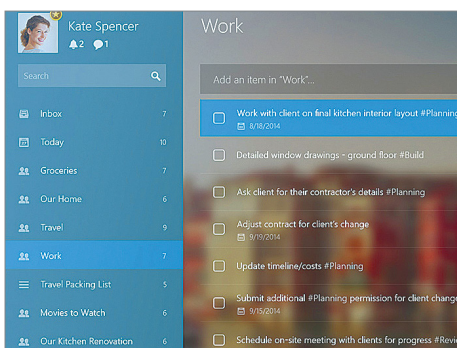 Kate Spencer
2 1
Search
Inbox 7
Today 10
Groceries 7
Our Home 6
Travel 9
Work 7
Travel Packing List 5
Movies to Watch 6
Our Kitchen Renovation 6
Work
Add an item in "Work"...
Work with client on final kitchen interior layout #Planning
8/18/2014
Detailed window drawings - ground floor #Build
Ask client for their contractor's details #Planning
Adjust contract for client's change
9/19/2014
Update timeline/costs #Planning
Submit additional #Planning permission for client change
9/15/2014
Schedule on-site meeting with clients for progress #Revi